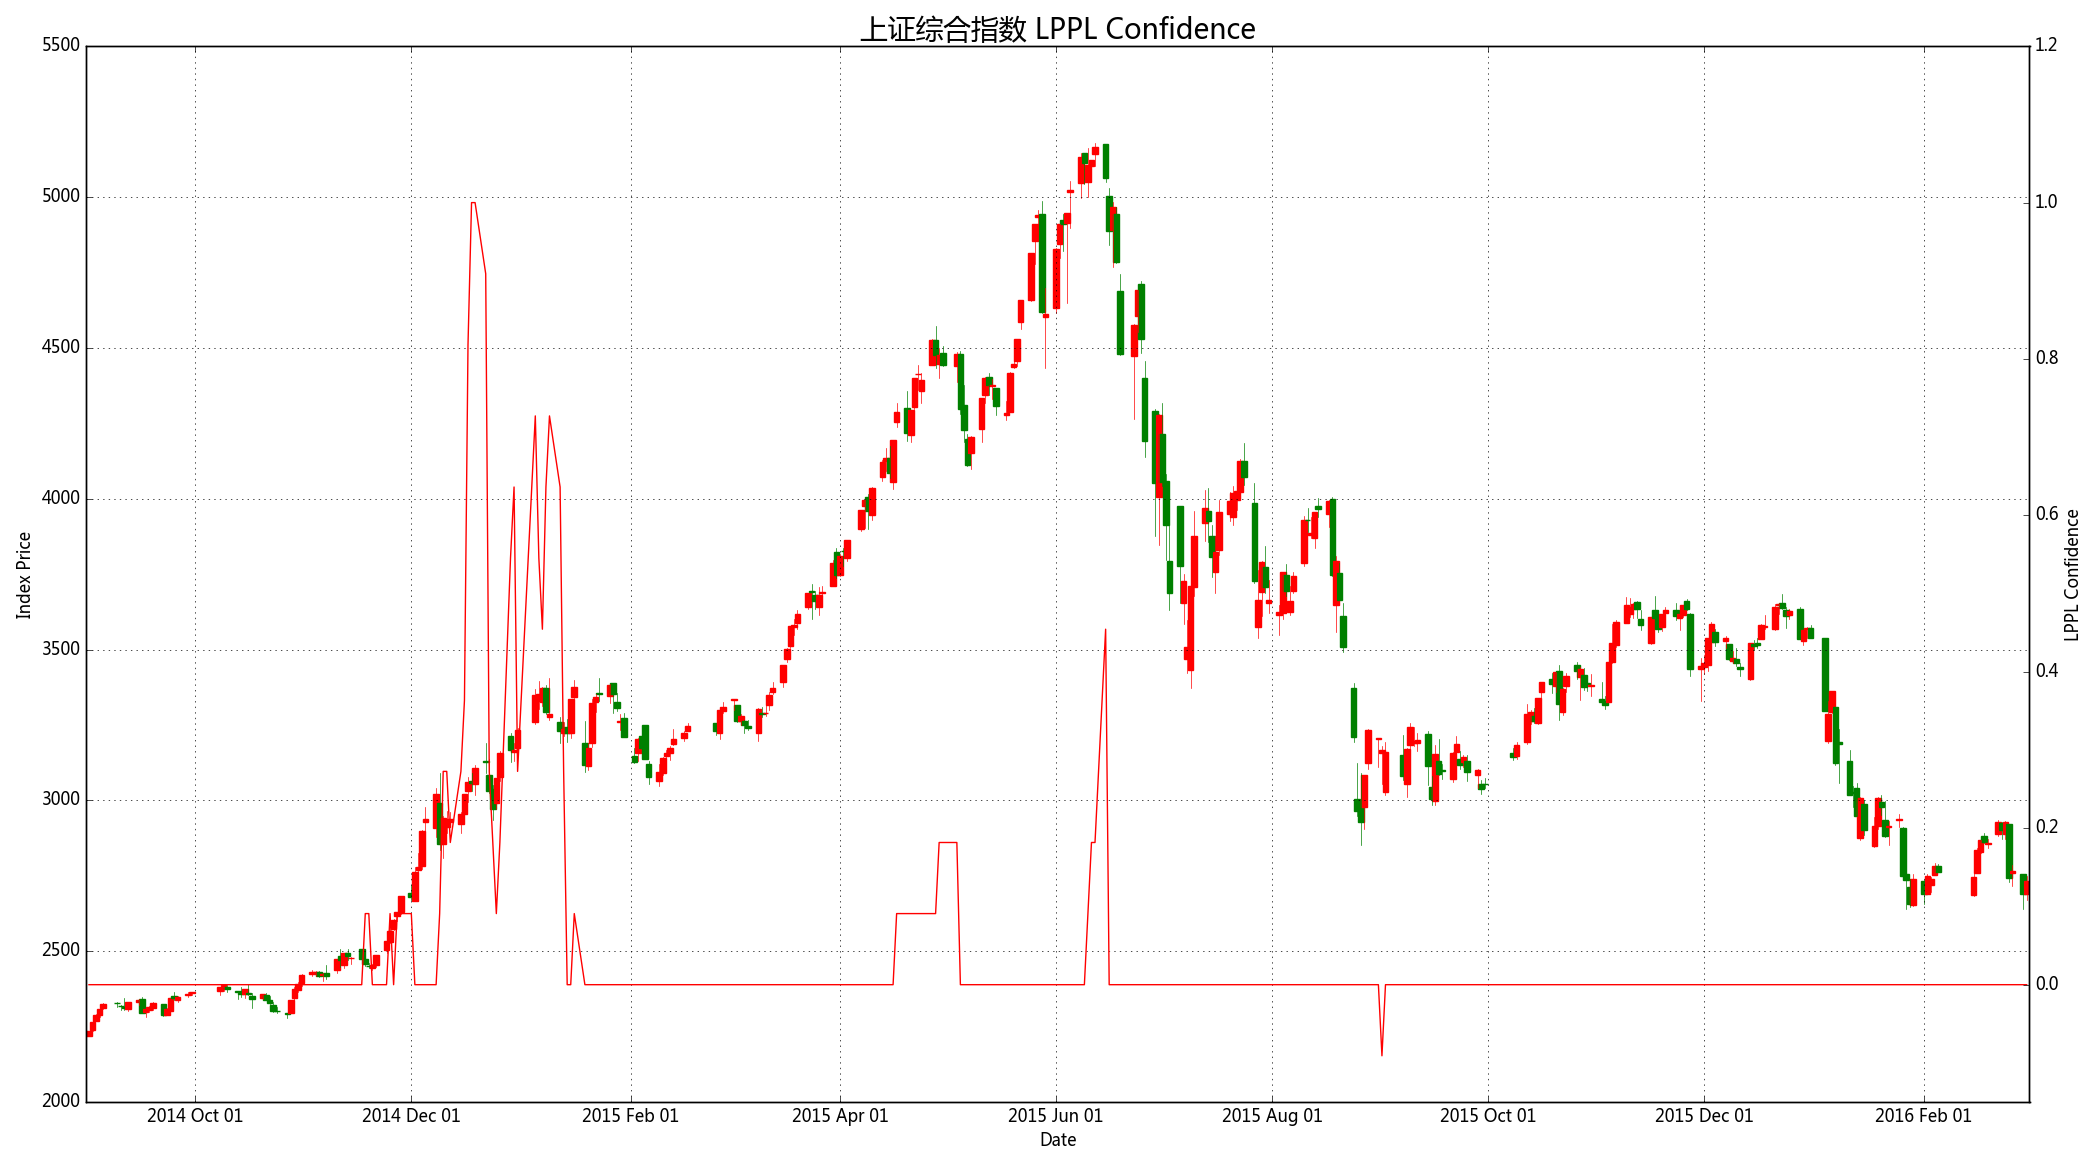 上证综合指数 LPPL Confidence
5500
5000
4500
4000
3500
3000
2500
2000
Index Price
1.2
1.0
0.8
0.6
0.4
0.2
0.0
LPPL Confidence
2014 Oct 01
2014 Dec 01
2015 Feb 01
2015 Apr 01
2015 Jun 01
2015 Aug 01
2015 Oct 01
2015 Dec 01
2016 Feb 01
Date